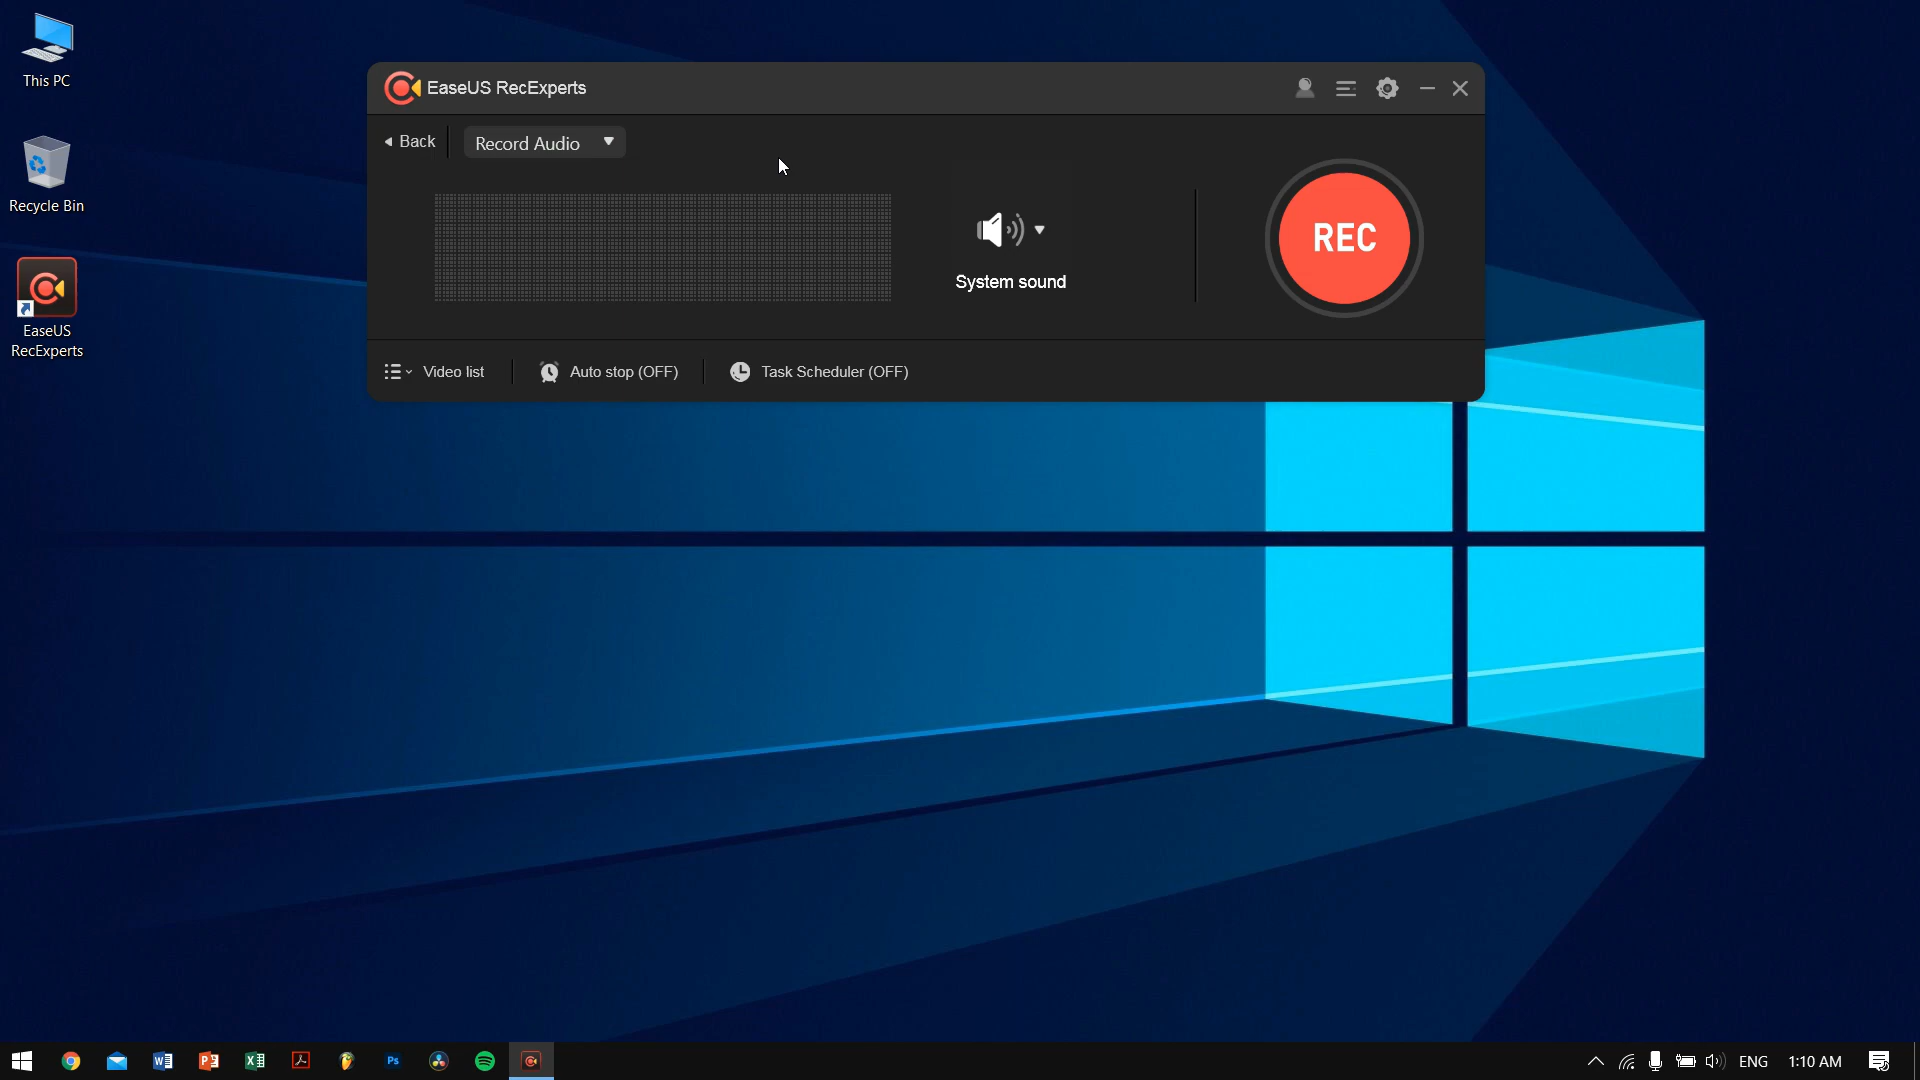 This PC
Recycle Bin
EaseUS
RecExperts
EaseUS RecExperts
Back
Record Audio
System sound
REC
Video list
Auto stop (OFF)
Task Scheduler (OFF)
Ps
ENG
1:10 AM